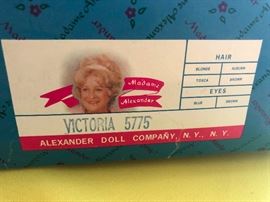 HAIR
BLONDE AUBURN
TOSCA BROWN
EYES
BLUE BROWN
Madame
Alexander
VICTORIA 5775
ALEXANDER DOLL COMPANY, N.Y., N.Y.